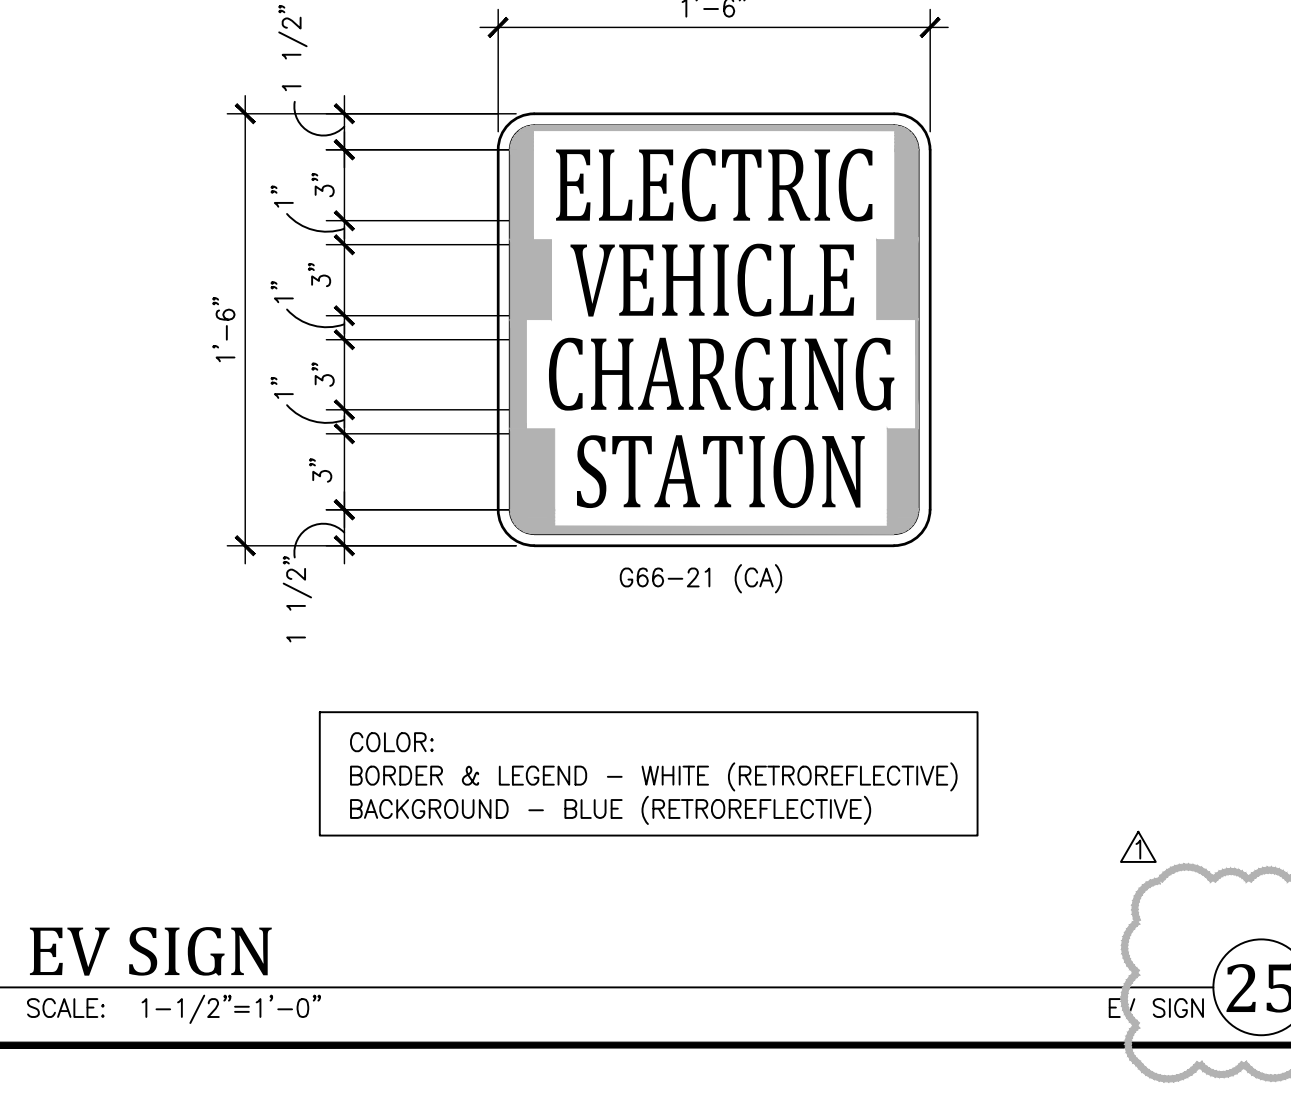 1'-6"
1 1/2"
3"
1"
3"
1"
3"
1"
3"
1 1/2"
1'-6"
ELECTRIC
VEHICLE
CHARGING
STATION
G66-21 (CA)
COLOR:
BORDER & LEGEND - WHITE (RETROREFLECTIVE)
BACKGROUND - BLUE (RETROREFLECTIVE)
1
EV SIGN
SCALE: 1-1/2"=1'-0"
EV SIGN
25